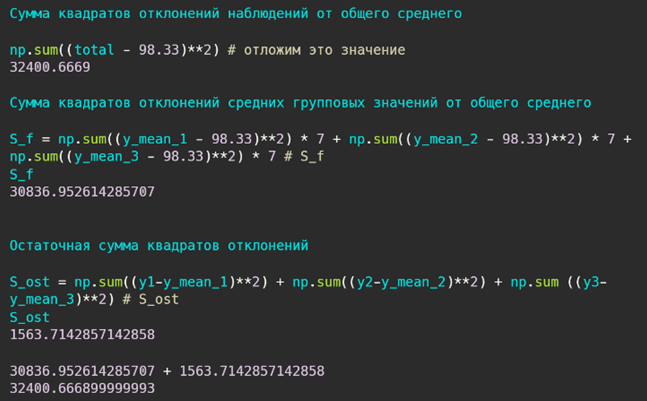 Сумма квадратов отклонений наблюдений от общего среднего
np.sum((total - 98.33)**2) # отложим это значение
32400.6669
Сумма квадратов отклонений средних групповых значений от общего среднего
S_f = np.sum((y_mean_1 - 98.33)**2) * 7 + np.sum((y_mean_2 - 98.33)**2) * 7 +
np.sum((y_mean_3 - 98.33)**2) * 7 # S_f
S_f
30836.952614285707
Остаточная сумма квадратов отклонений
S_ost = np.sum((y1-y_mean_1)**2) + np.sum((y2-y_mean_2)**2) + np.sum ((y3-
y_mean_3)**2) # S_ost
S_ost
1563.7142857142858
30836.952614285707 + 1563.7142857142858
32400.666899999993